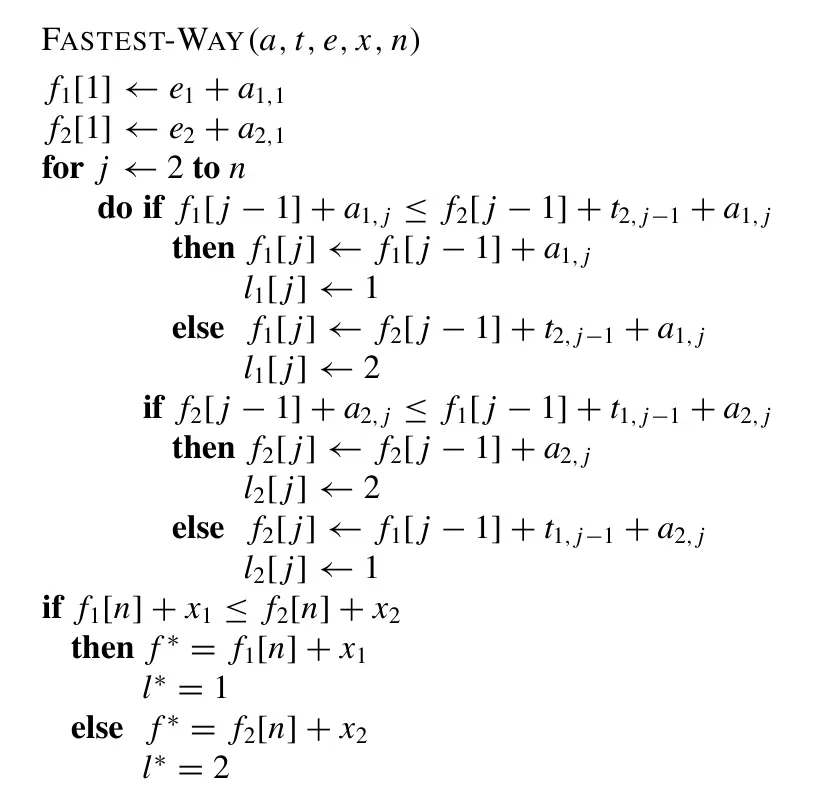 FASTEST-WAY(a, t, e, x, n)
f₁[1] ← e₁ + a₁,₁
f₂[1] ← e₂ + a₂,₁
for j ← 2 to n
do if f₁[j − 1] + a₁,ⱼ ≤ f₂[j − 1] + t₂,ⱼ₋₁ + a₁,ⱼ
then f₁[j] ← f₁[j − 1] + a₁,ⱼ
l₁[j] ← 1
else f₁[j] ← f₂[j − 1] + t₂,ⱼ₋₁ + a₁,ⱼ
l₁[j] ← 2
if f₂[j − 1] + a₂,ⱼ ≤ f₁[j − 1] + t₁,ⱼ₋₁ + a₂,ⱼ
then f₂[j] ← f₂[j − 1] + a₂,ⱼ
l₂[j] ← 2
else f₂[j] ← f₁[j − 1] + t₁,ⱼ₋₁ + a₂,ⱼ
l₂[j] ← 1
if f₁[n] + x₁ ≤ f₂[n] + x₂
then f* = f₁[n] + x₁
l* = 1
else f* = f₂[n] + x₂
l* = 2